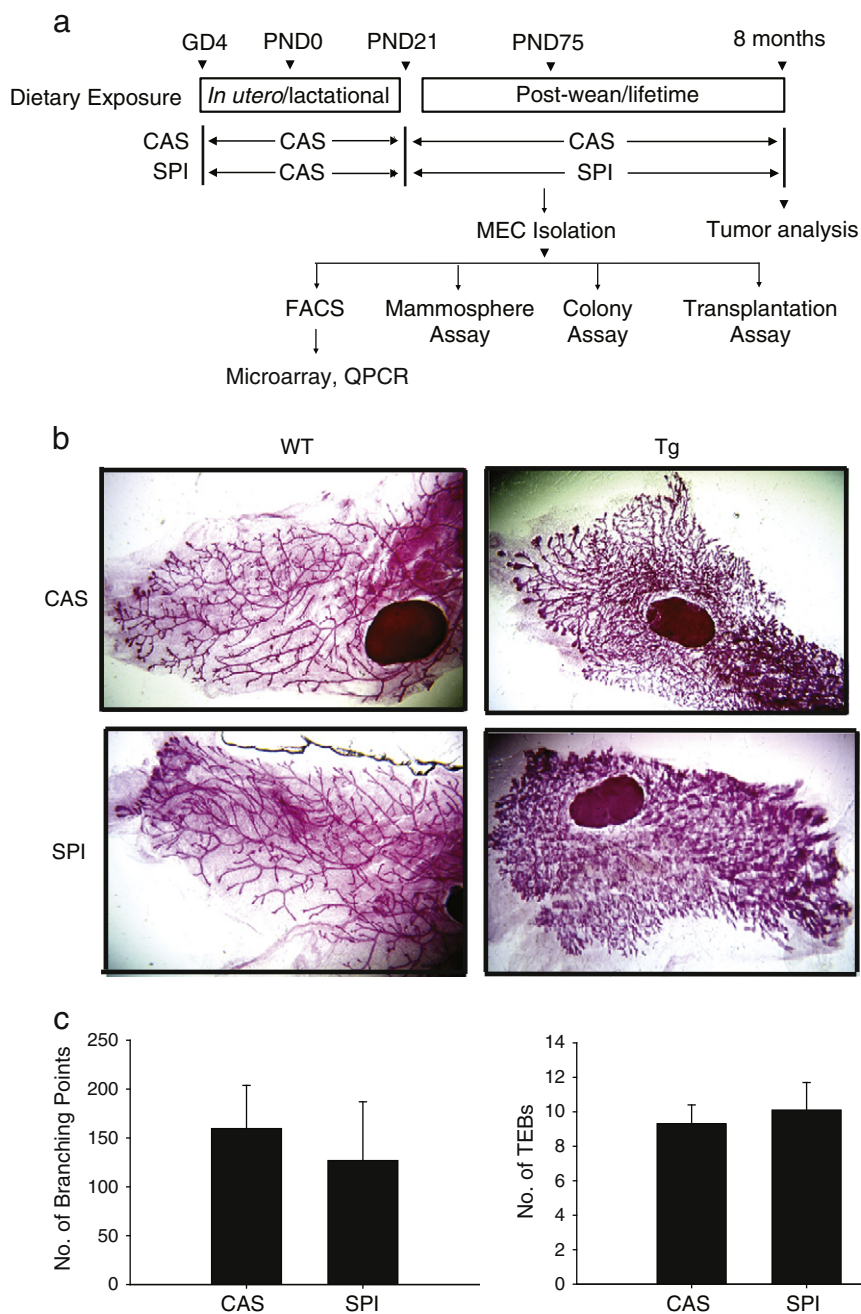 a
GD4 PND0 PND21 PND75 8 months
Dietary Exposure In utero/lactational Post-wean/lifetime
CAS CAS CAS
SPI CAS SPI
MEC Isolation Tumor analysis
FACS Mammosphere Assay Colony Assay Transplantation Assay
Microarray, QPCR
b
WT Tg
CAS
SPI
c
No. of Branching Points
250
200
150
100
50
0
CAS SPI
No. of TEBs
14
12
10
8
6
4
2
0
CAS SPI